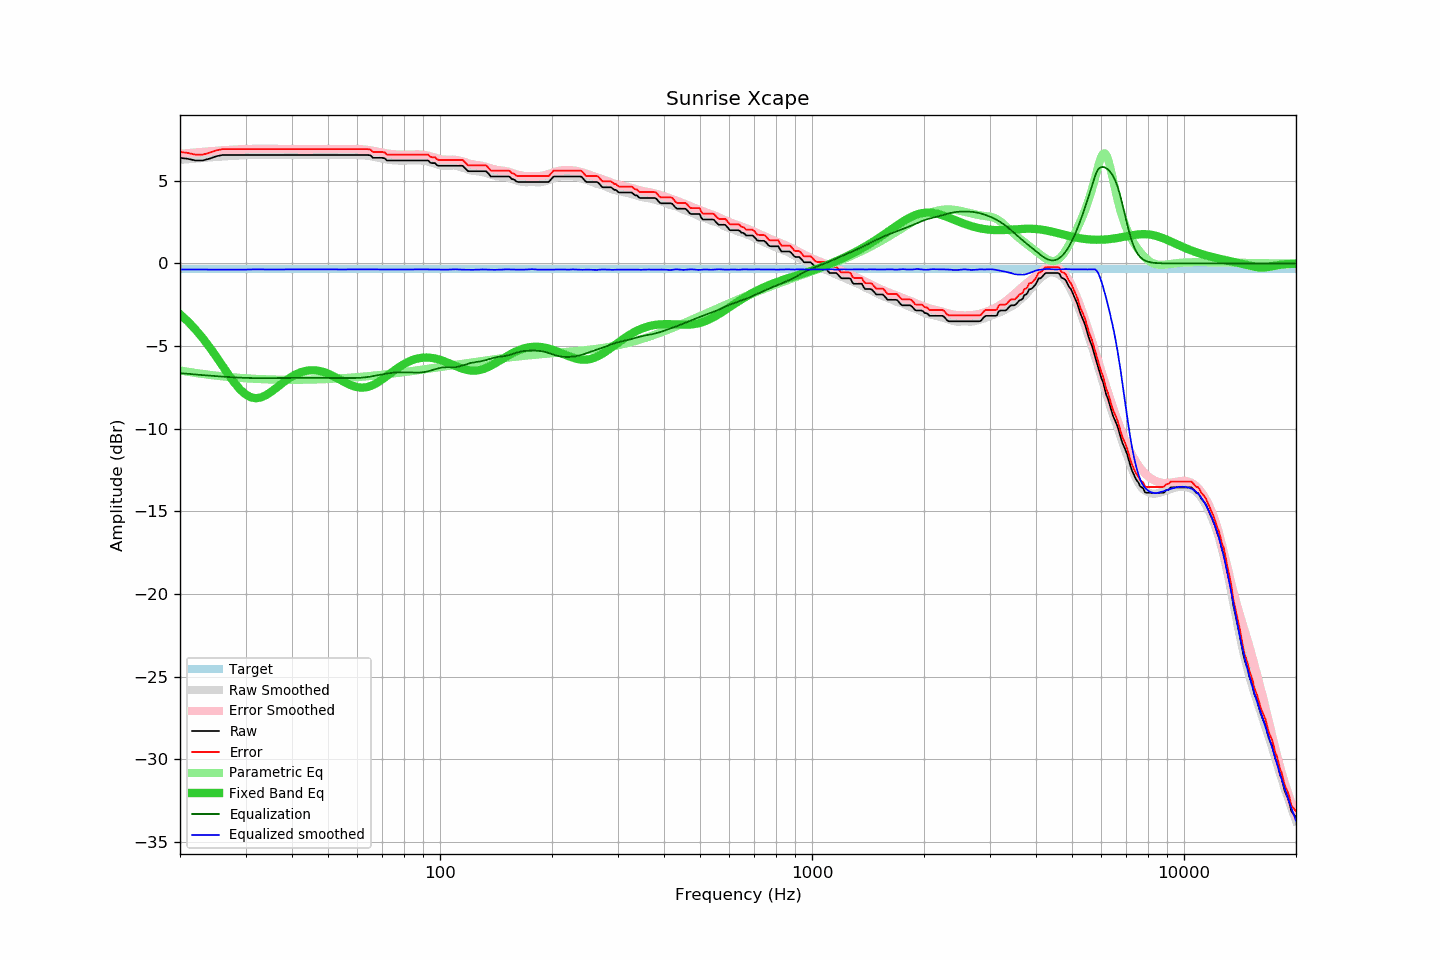 Sunrise Xcape
Amplitude (dBr)
5
0
−5
−10
−15
−20
−25
−30
−35
Target
Raw Smoothed
Error Smoothed
Raw
Error
Parametric Eq
Fixed Band Eq
Equalization
Equalized smoothed
100
1000
10000
Frequency (Hz)